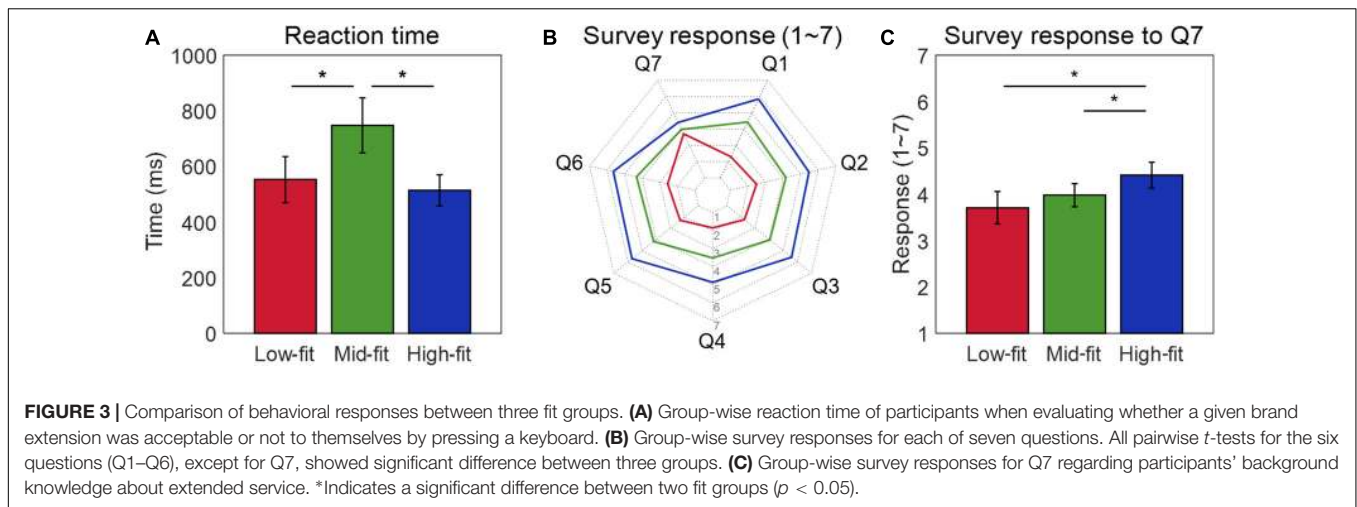 A Reaction time
1000
800
600
400
200
0
Time (ms)
Low-fit Mid-fit High-fit
*
*
B Survey response (1~7)
Q7 Q1
Q6 Q2
Q5 Q3
Q4
1
2
3
4
5
6
7
C Survey response to Q7
7
6
5
4
3
2
1
Response (1~7)
Low-fit Mid-fit High-fit
*
*
FIGURE 3 | Comparison of behavioral responses between three fit groups. (A) Group-wise reaction time of participants when evaluating whether a given brand
extension was acceptable or not to themselves by pressing a keyboard. (B) Group-wise survey responses for each of seven questions. All pairwise t-tests for the six
questions (Q1–Q6), except for Q7, showed significant difference between three groups. (C) Group-wise survey responses for Q7 regarding participants’ background
knowledge about extended service. *Indicates a significant difference between two fit groups (p < 0.05).